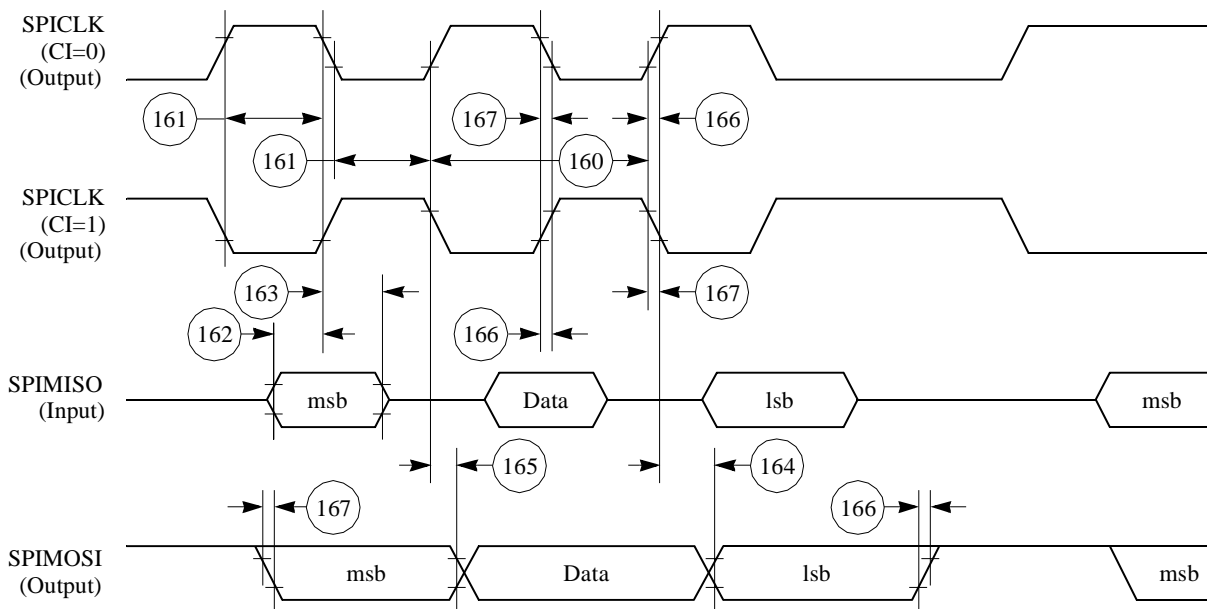 SPICLK
(CI=0)
(Output)
161
167
166
161
160
SPICLK
(CI=1)
(Output)
163
167
162
166
SPIMISO
(Input)
msb
Data
lsb
msb
165
164
167
166
SPIMOSI
(Output)
msb
Data
lsb
msb